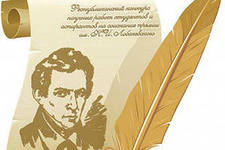 Республиканский конкурс
научных работ студентов и
аспирантов на соискание премии
им. Н.И. Лобачевского